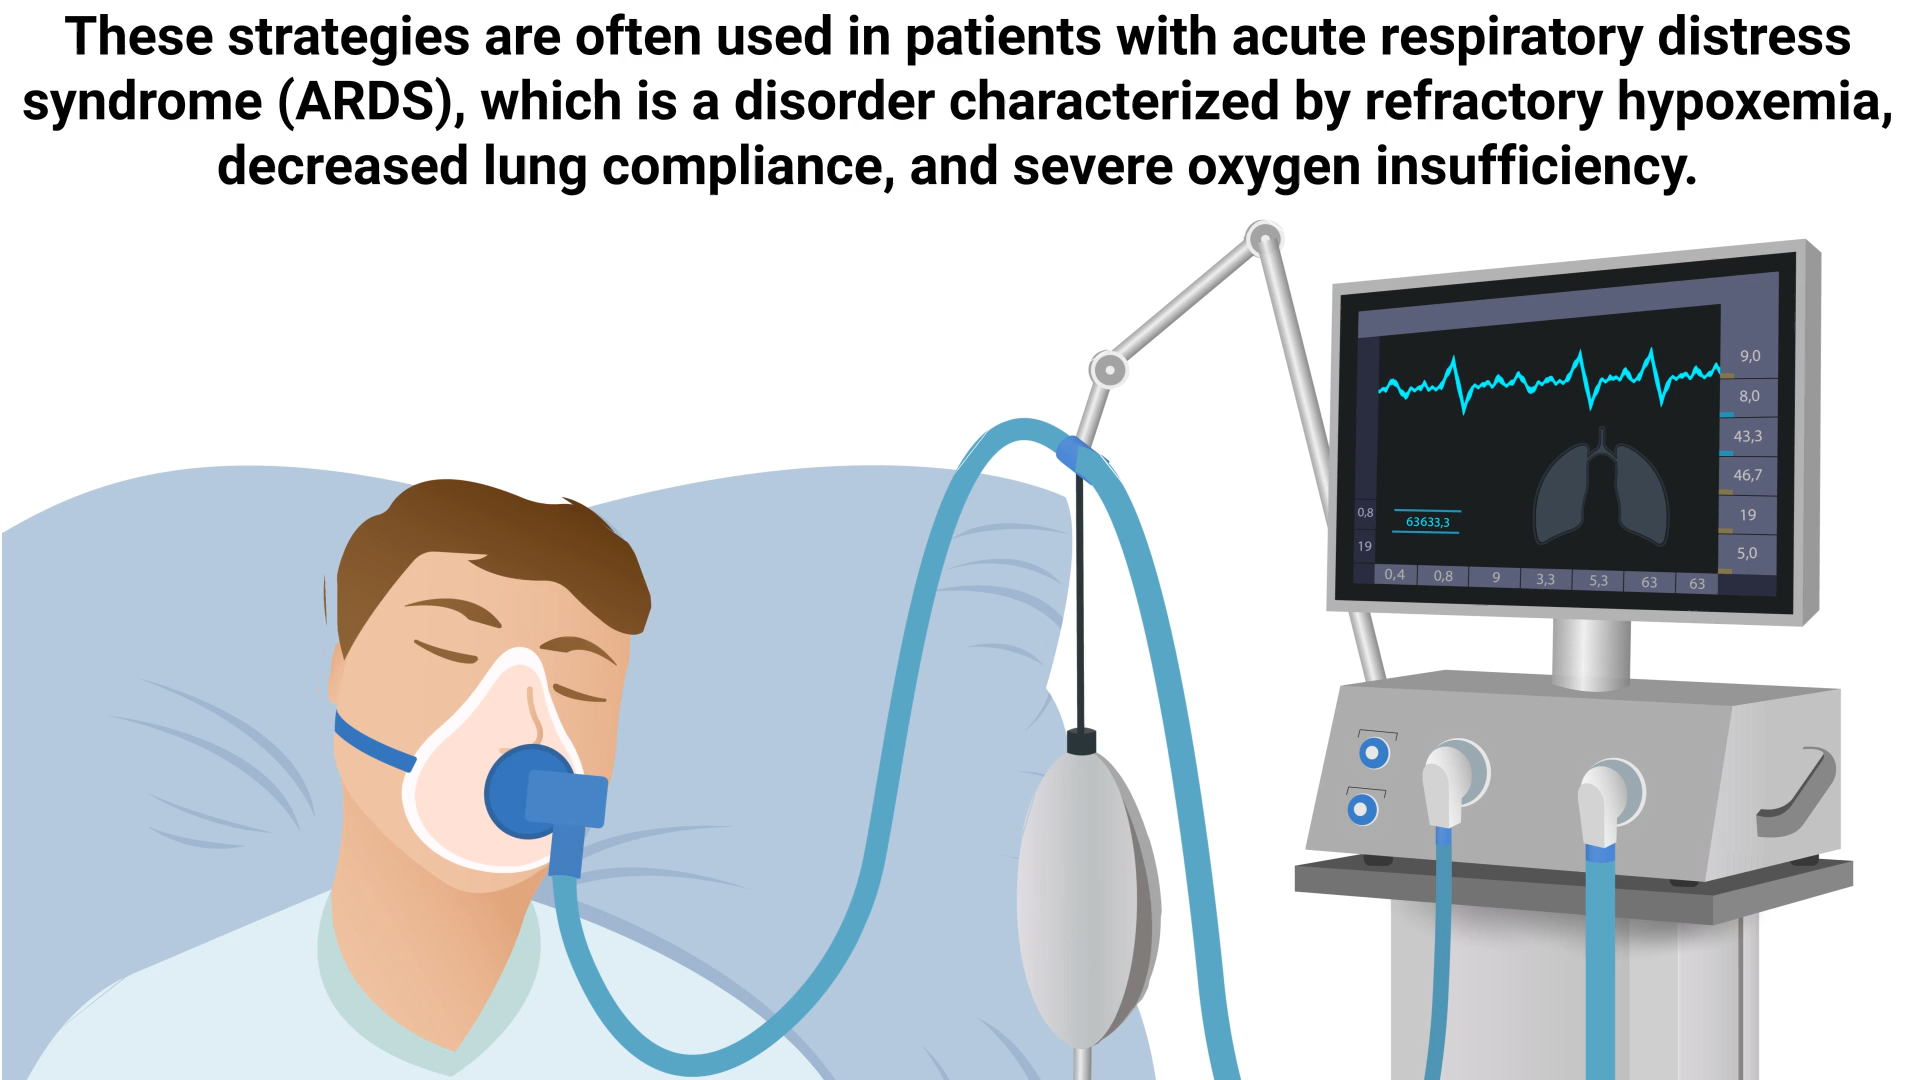 These strategies are often used in patients with acute respiratory distress
syndrome (ARDS), which is a disorder characterized by refractory hypoxemia,
decreased lung compliance, and severe oxygen insufficiency.
9,0
8,0
43,3
46,7
19
5,0
0,8
19
63633,3
0,4 0,8 9 3,3 5,3 63 63